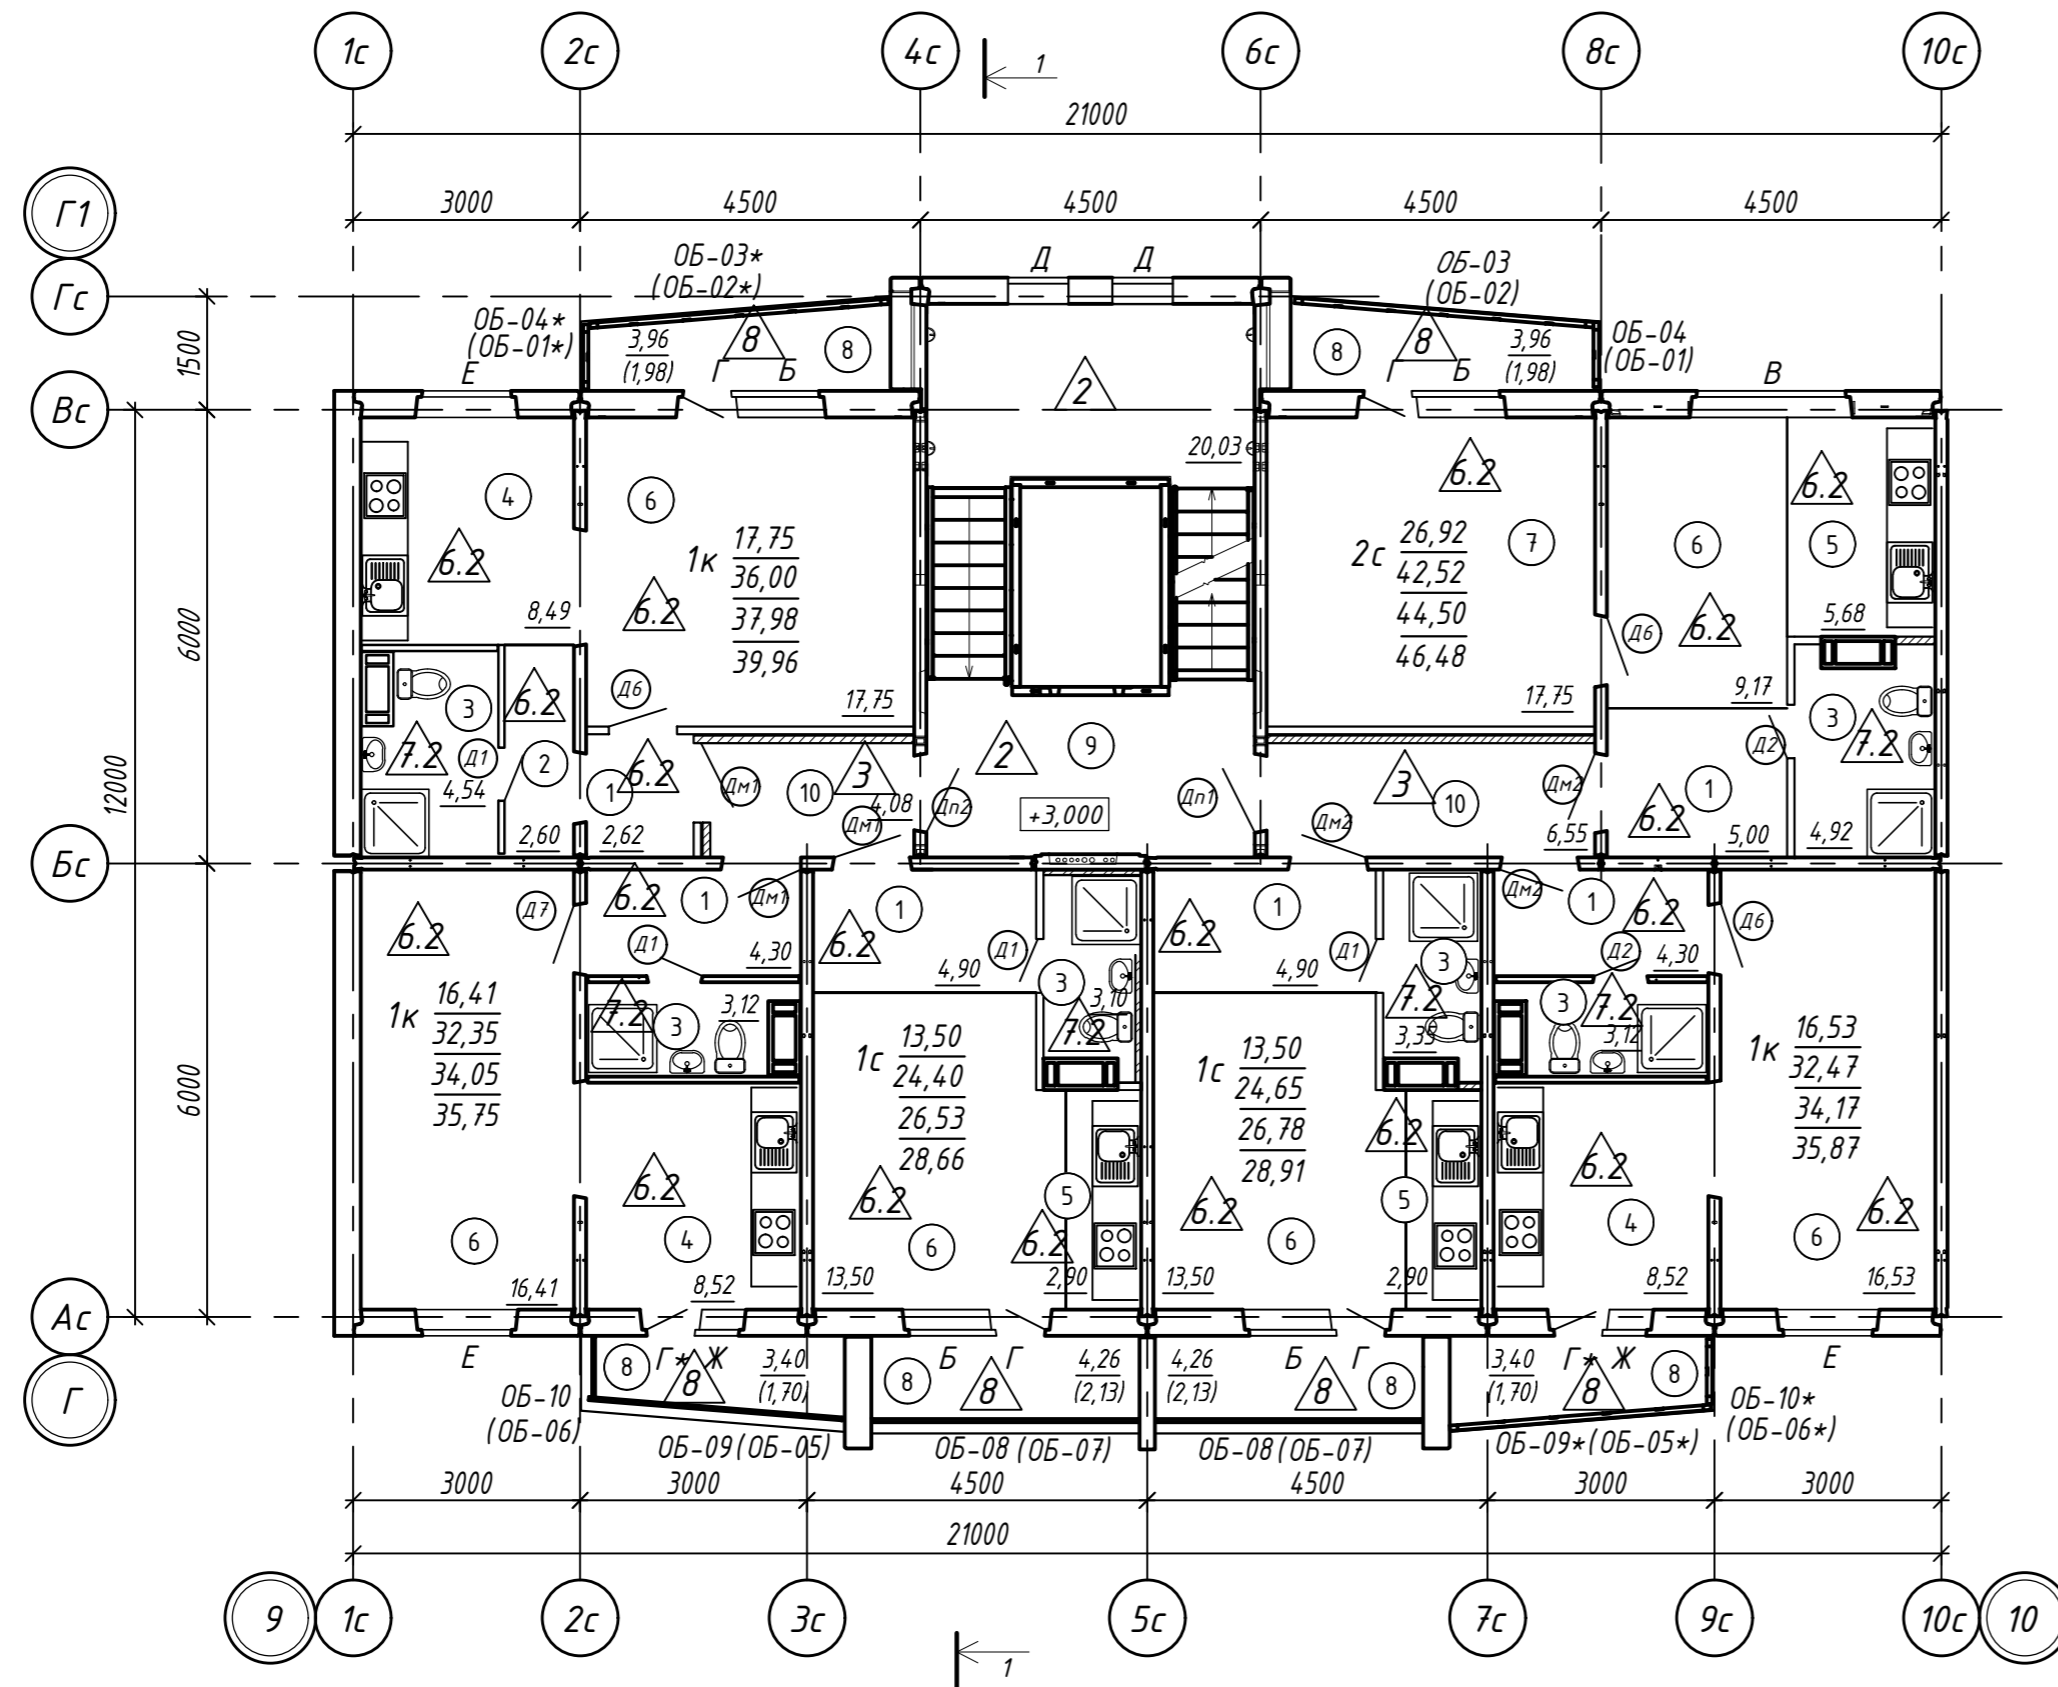 1с 2с 4с 6с 8с 10с
1
21000
3000 4500 4500 4500 4500
Г1
Гс
Вс
Бс
Ас
Г
1500
6000
12000
6000
ОБ-03*
(ОБ-02*)
ОБ-04*
(ОБ-01*)
Е
3,96
(1,98)
8
8
Г Б
Д Д
2
20,03
ОБ-03
(ОБ-02)
ОБ-04
(ОБ-01)
8
8
3,96
(1,98)
Г Б
В
4
6.2
8,49
6
6.2
1к
17,75
36,00
37,98
39,96
17,75
Д6
3
7.2
Д1
4,54
6.2
2
2,60
1
6.2
2,62
Дм1
10
3
4,08
Дм1
Дп2
2
9
+3,000
Дп1
6.2
2с
26,92
42,52
44,50
46,48
7
17,75
Д6
6
6.2
9,17
6.2
5
5,68
3
10
Дм2
Дм2
6,55
Д2
1
6.2
5,00
3
7.2
4,92
6.2
Д7
1к
16,41
32,35
34,05
35,75
6
16,41
6.2
1
Дм1
Д1
4,30
7.2
3
3,12
6.2
4
8,52
1
6.2
4,90
Д1
3
3,10
7.2
1с
13,50
24,40
26,53
28,66
6.2
6
13,50
6.2
5
2,90
1
6.2
4,90
Д1
3
7.2
3,35
1с
13,50
24,65
26,78
28,91
6.2
6
13,50
6.2
5
2,90
Дм2
1
6.2
Д2
4,30
3
7.2
3,12
6.2
4
8,52
Д6
1к
16,53
32,47
34,17
35,87
6.2
6
16,53
Е
8
Г* Ж
8
3,40
(1,70)
Б Г
8
8
4,26
(2,13)
4,26
(2,13)
Б Г
8
8
3,40
(1,70)
Г* Ж
8
8
Е
ОБ-10
(ОБ-06)
ОБ-09(ОБ-05)
ОБ-08 (ОБ-07)
ОБ-08 (ОБ-07)
ОБ-09*(ОБ-05*)
ОБ-10*
(ОБ-06*)
3000 3000 4500 4500 3000 3000
21000
9 1с 2с 3с 5с 7с 9с 10с 10
1